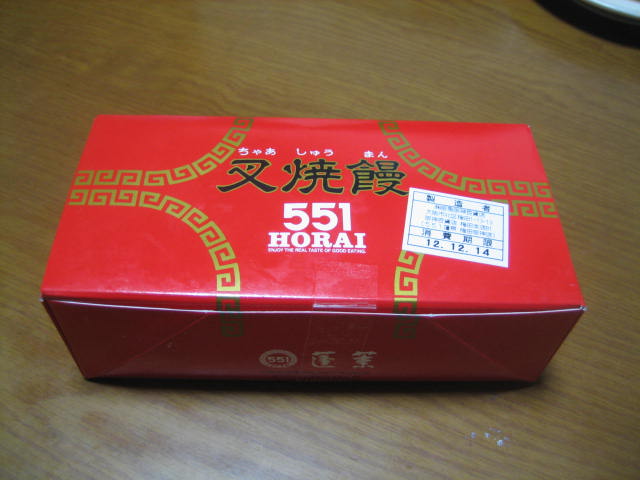 ちゃあ しゅう まん
叉焼饅
551
HORAI
ENJOY THE REAL TASTE OF GOOD EATING.
製造者
消費期限
12.12.14
551
蓬莱